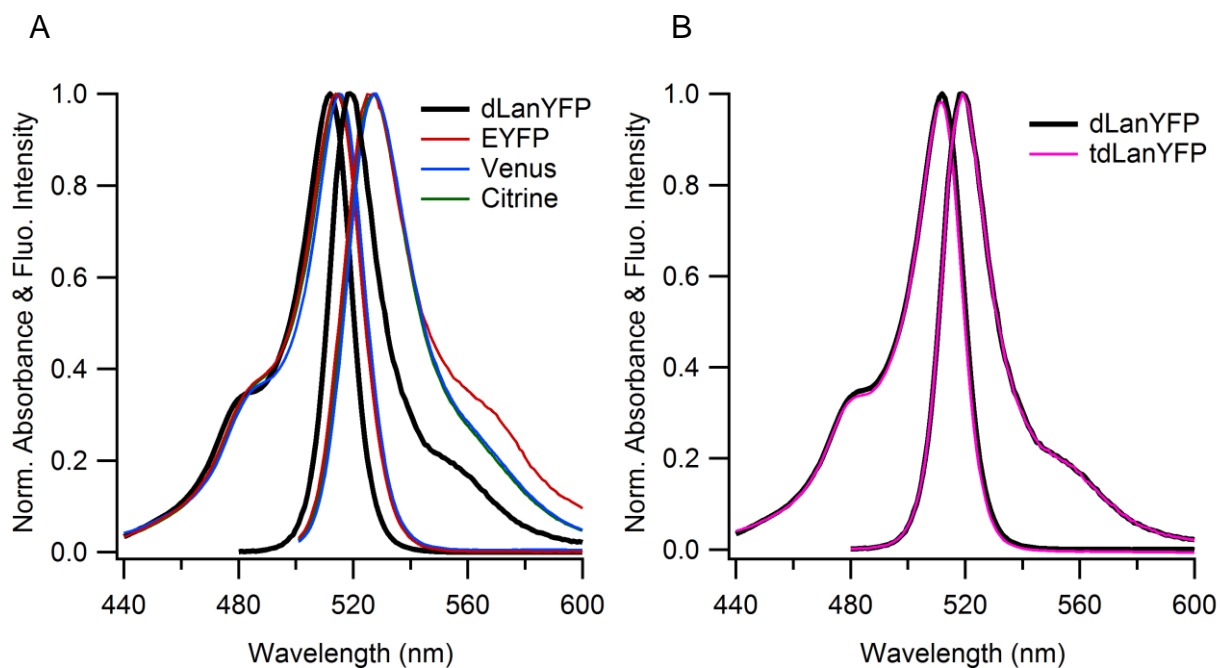 A
Norm. Absorbance & Fluo. Intensity
1.0
0.8
0.6
0.4
0.2
0.0
440 480 520 560 600
Wavelength (nm)
dLanYFP
EYFP
Venus
Citrine
B
Norm. Absorbance & Fluo. Intensity
1.0
0.8
0.6
0.4
0.2
0.0
440 480 520 560 600
Wavelength (nm)
dLanYFP
tdLanYFP